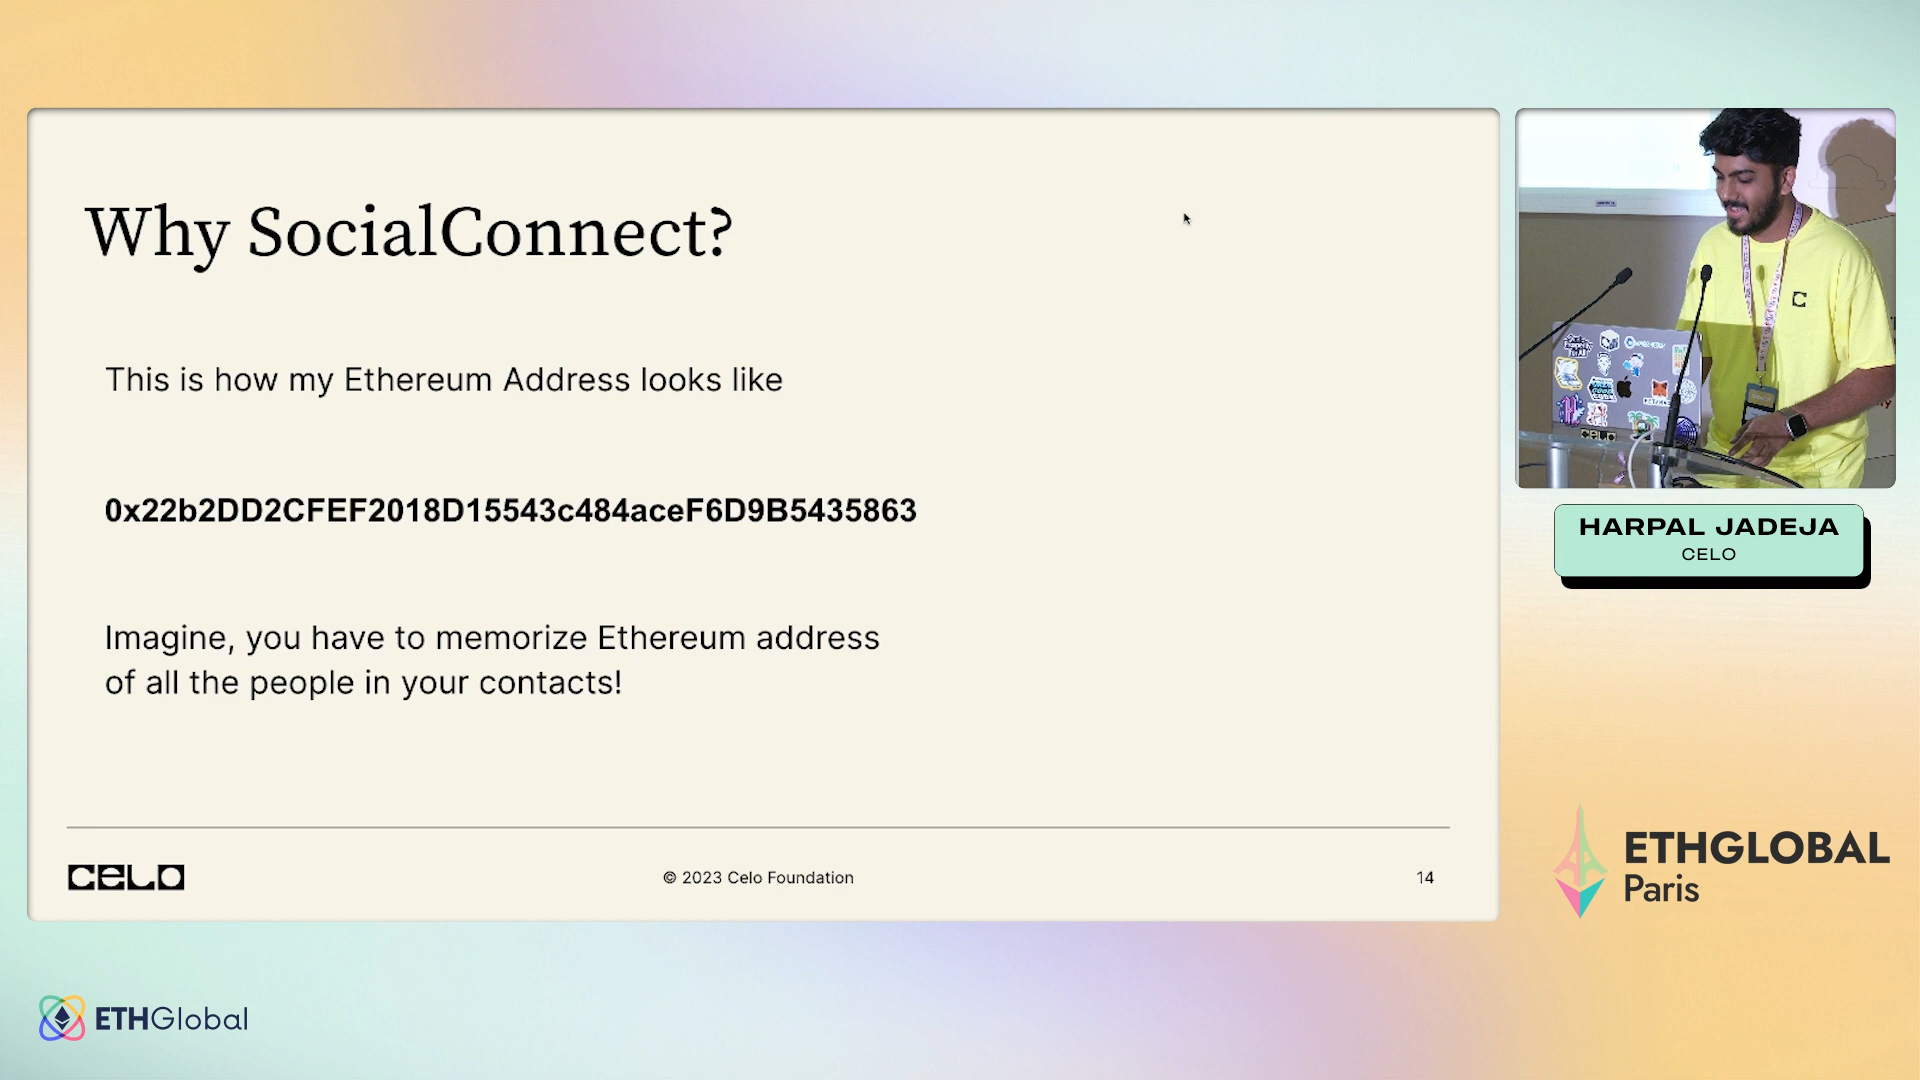 Why SocialConnect?
This is how my Ethereum Address looks like
0x22b2DD2CFEF2018D15543c484aceF6D9B5435863
Imagine, you have to memorize Ethereum address
of all the people in your contacts!
CELO
© 2023 Celo Foundation
14
HARPAL JADEJA
CELO
ETHGLOBAL
Paris
ETHGlobal